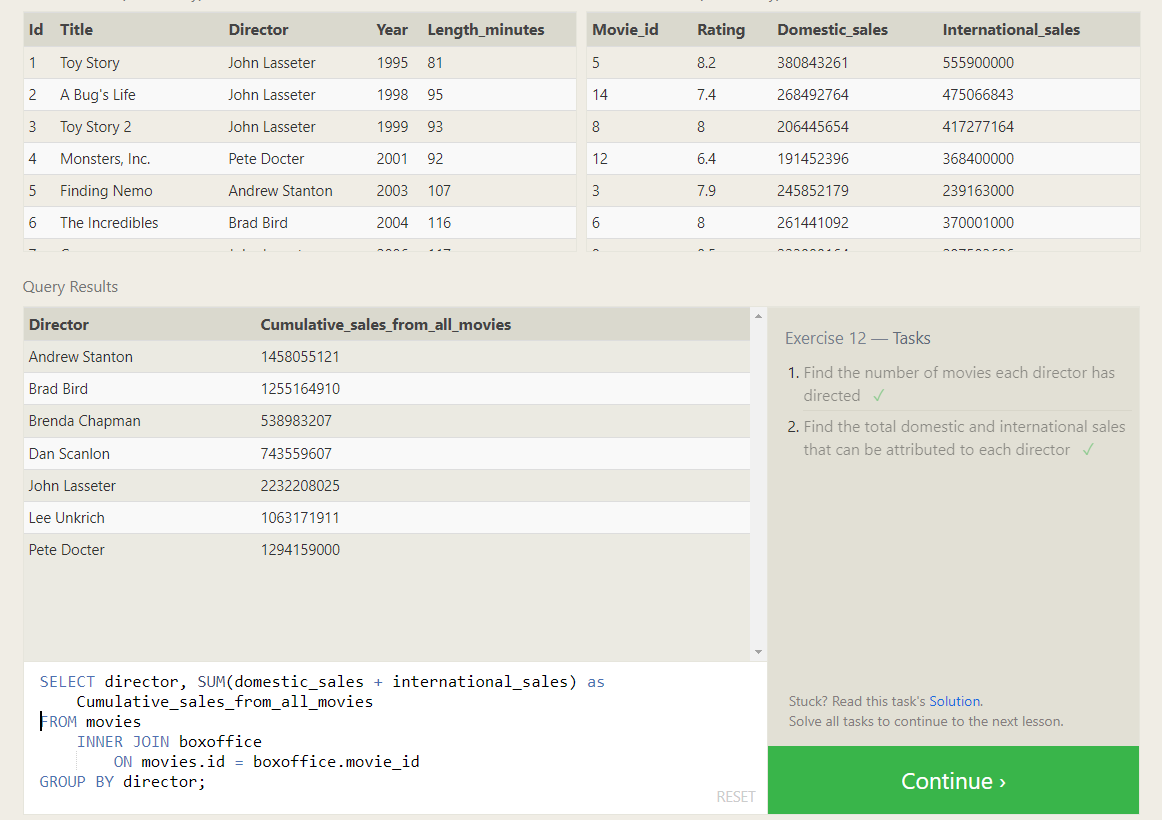 Id Title Director Year Length_minutes
1 Toy Story John Lasseter 1995 81
2 A Bug's Life John Lasseter 1998 95
3 Toy Story 2 John Lasseter 1999 93
4 Monsters, Inc. Pete Docter 2001 92
5 Finding Nemo Andrew Stanton 2003 107
6 The Incredibles Brad Bird 2004 116
Movie_id Rating Domestic_sales International_sales
5 8.2 380843261 555900000
14 7.4 268492764 475066843
8 8 206445654 417277164
12 6.4 191452396 368400000
3 7.9 245852179 239163000
6 8 261441092 370001000
Query Results
Director Cumulative_sales_from_all_movies
Andrew Stanton 1458055121
Brad Bird 1255164910
Brenda Chapman 538983207
Dan Scanlon 743559607
John Lasseter 2232208025
Lee Unkrich 1063171911
Pete Docter 1294159000
Exercise 12 — Tasks
1. Find the number of movies each director has
directed ✓
2. Find the total domestic and international sales
that can be attributed to each director ✓
SELECT director, SUM(domestic_sales + international_sales) as
Cumulative_sales_from_all_movies
FROM movies
INNER JOIN boxoffice
ON movies.id = boxoffice.movie_id
GROUP BY director;
RESET
Stuck? Read this task's Solution.
Solve all tasks to continue to the next lesson.
Continue ›